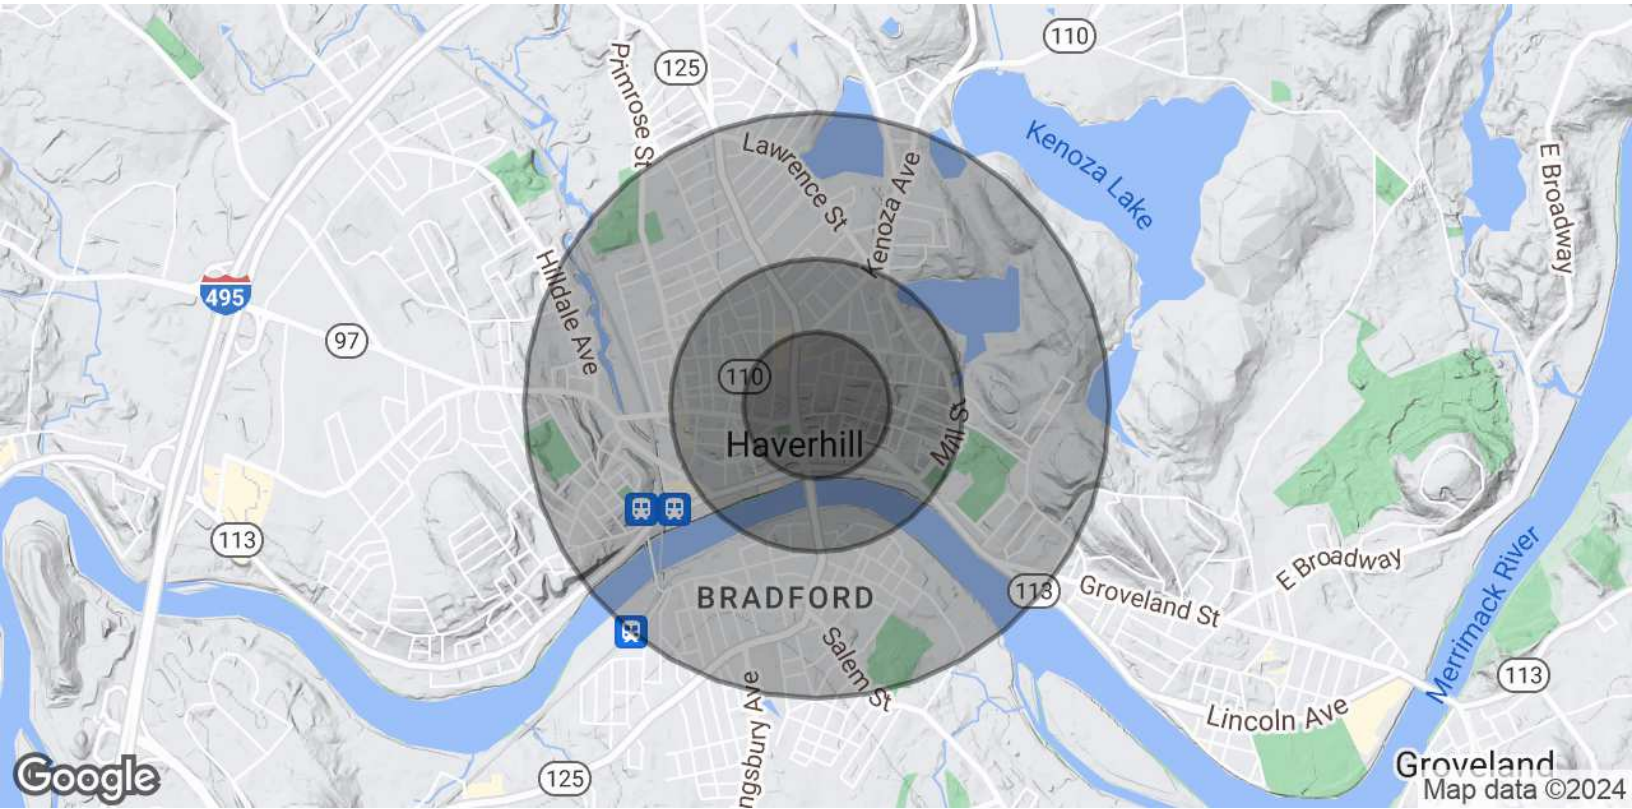 110
125
Primrose St
Lawrence St
Kenoza Ave
Kenoza Lake
E Broadway
Hilldale Ave
495
97
110
Haverhill
Mill St
113
BRADFORD
113
Groveland St
E Broadway
Merrimack River
Salem St
ngsbury Ave
113
Lincoln Ave
125
Groveland
Google
Map data ©2024